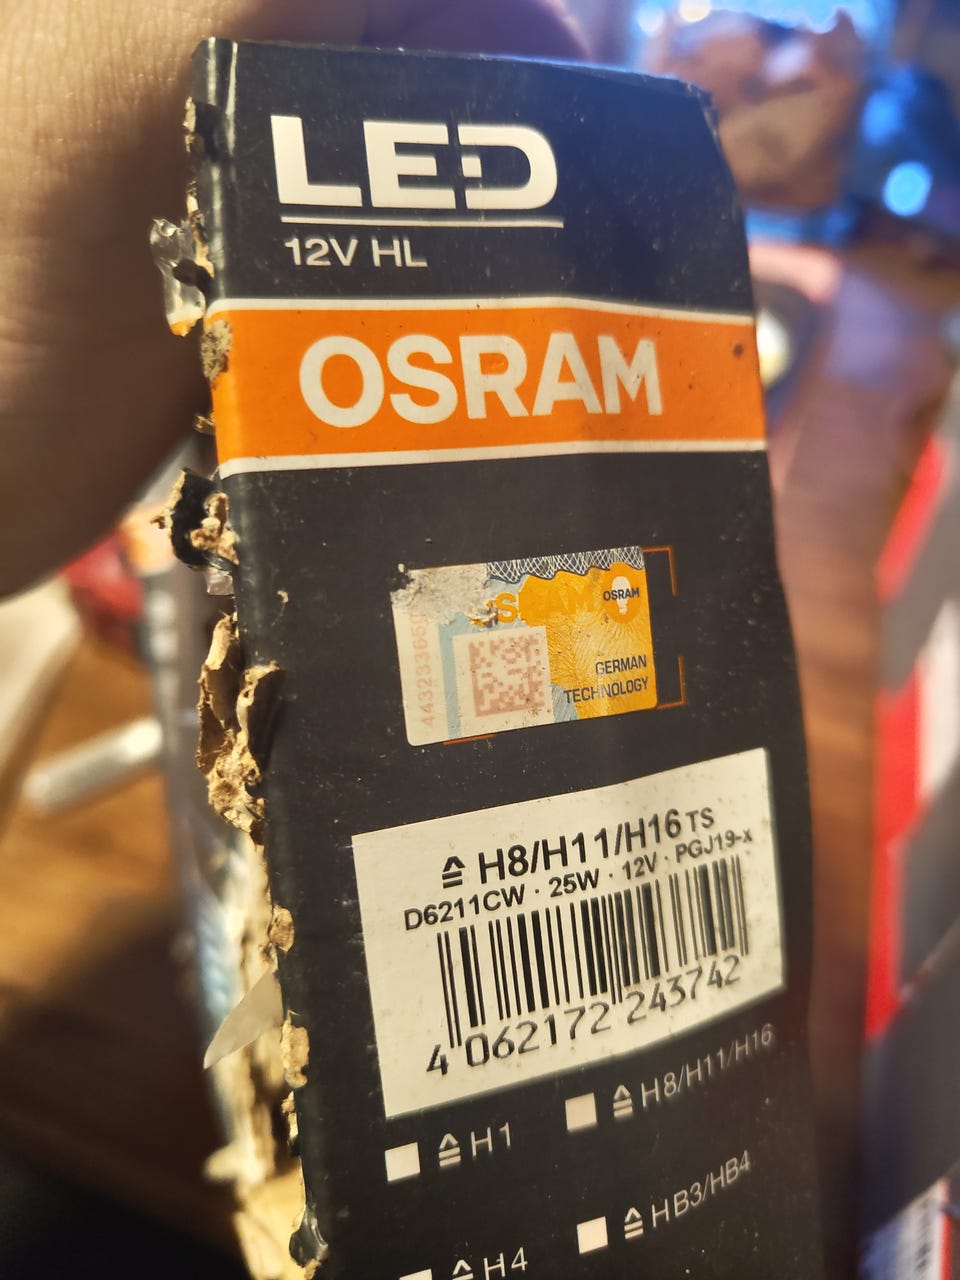 LED
12V HL
OSRAM
OSRAM
OSRAM
GERMAN
TECHNOLOGY
≙ H8/H11/H16 TS
D6211CW · 25W · 12V · PGJ19-x
4 062172 243742
≙ H8/H11/H16
≙ H1
≙ HB3/HB4
≙ H4